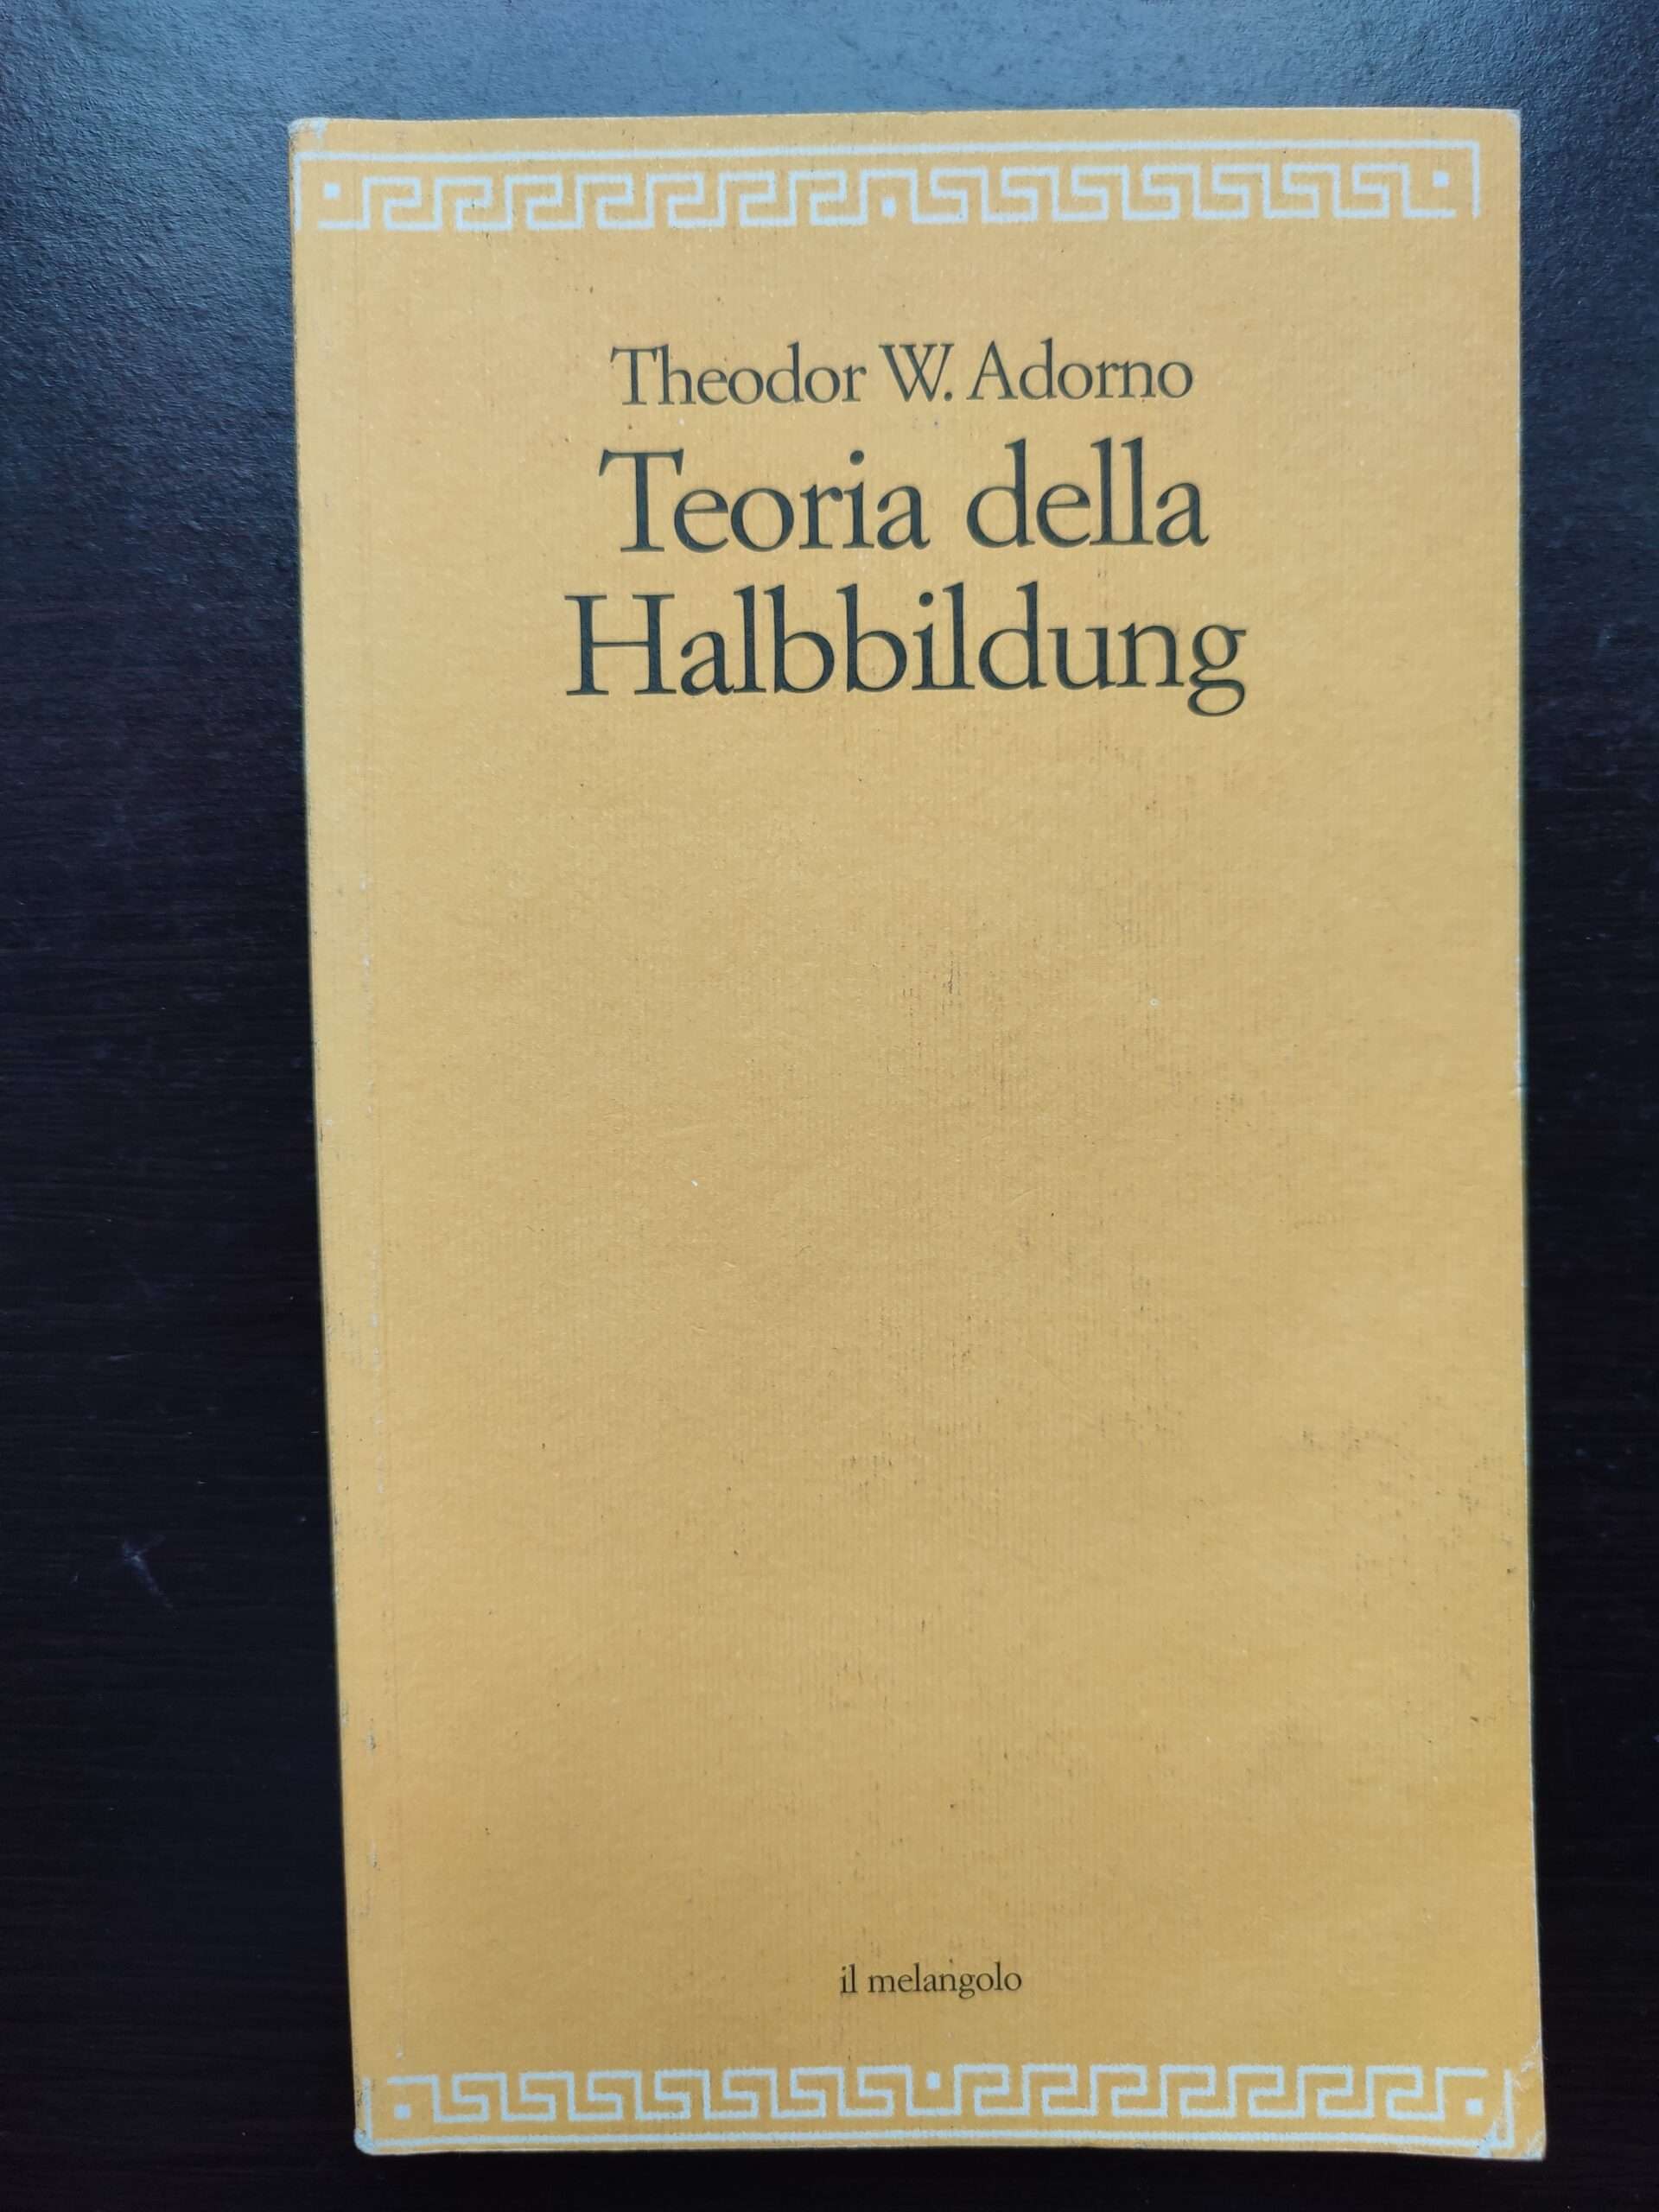 Theodor W. Adorno
Teoria della
Halbbildung
il melangolo